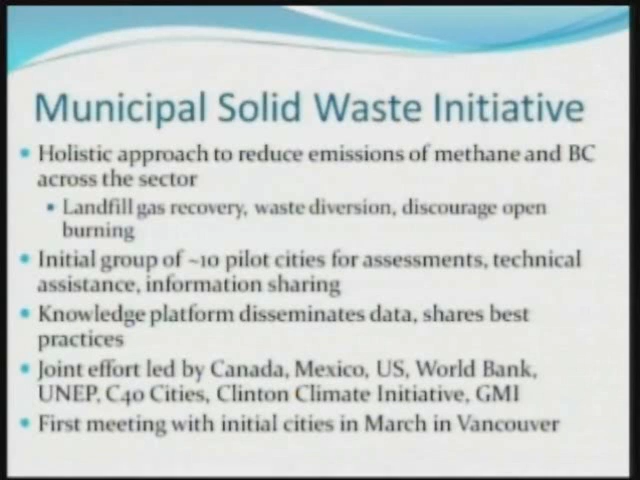 Municipal Solid Waste Initiative
Holistic approach to reduce emissions of methane and BC
across the sector
Landfill gas recovery, waste diversion, discourage open
burning
Initial group of ~10 pilot cities for assessments, technical
assistance, information sharing
Knowledge platform disseminates data, shares best
practices
Joint effort led by Canada, Mexico, US, World Bank,
UNEP, C40 Cities, Clinton Climate Initiative, GMI
First meeting with initial cities in March in Vancouver